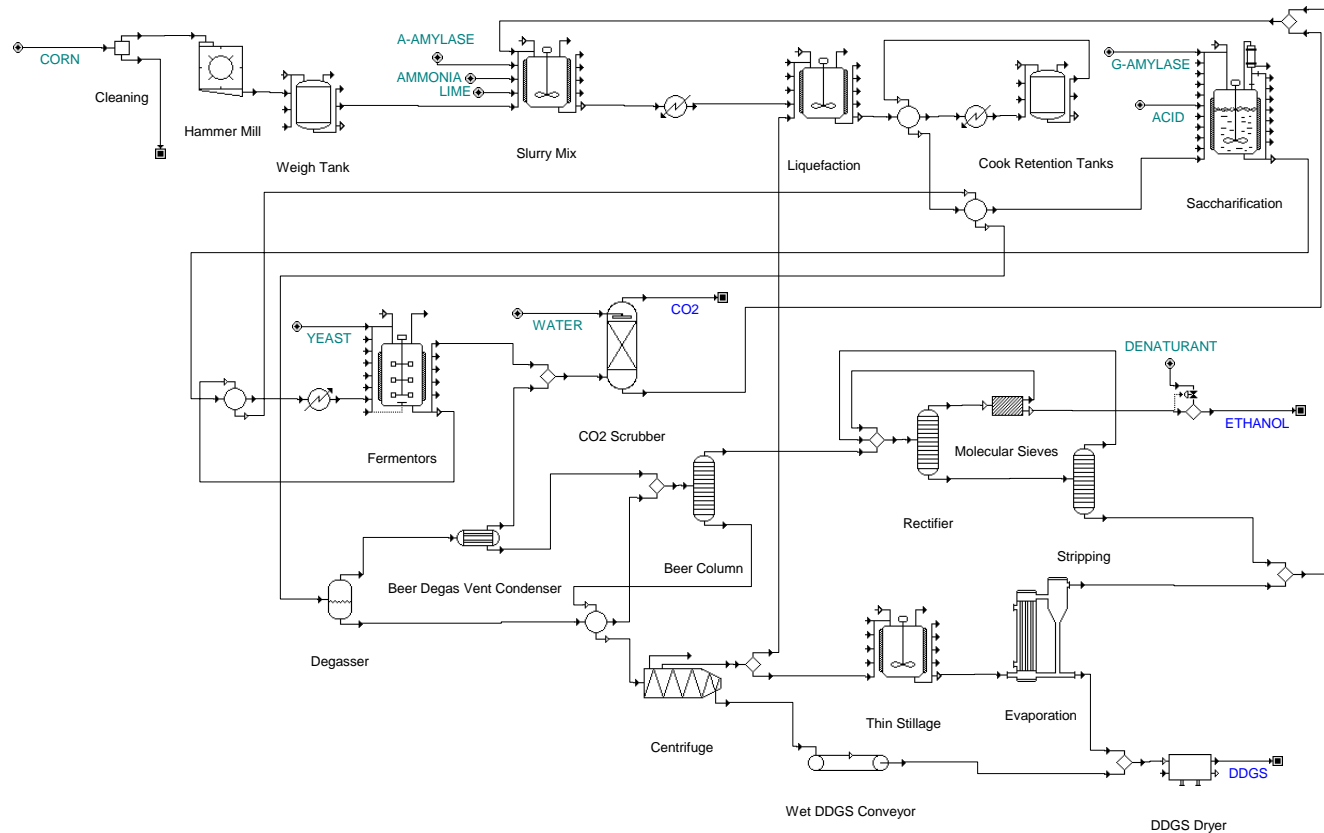 CORN
Cleaning
Hammer Mill
Weigh Tank
A-AMYLASE
AMMONIA
LIME
Slurry Mix
Liquefaction
Cook Retention Tanks
G-AMYLASE
ACID
Saccharification
YEAST
Fermentors
WATER
CO2
CO2 Scrubber
DENATURANT
ETHANOL
Molecular Sieves
Rectifier
Stripping
Beer Column
Beer Degas Vent Condenser
Degasser
Centrifuge
Thin Stillage
Evaporation
Wet DDGS Conveyor
DDGS
DDGS Dryer